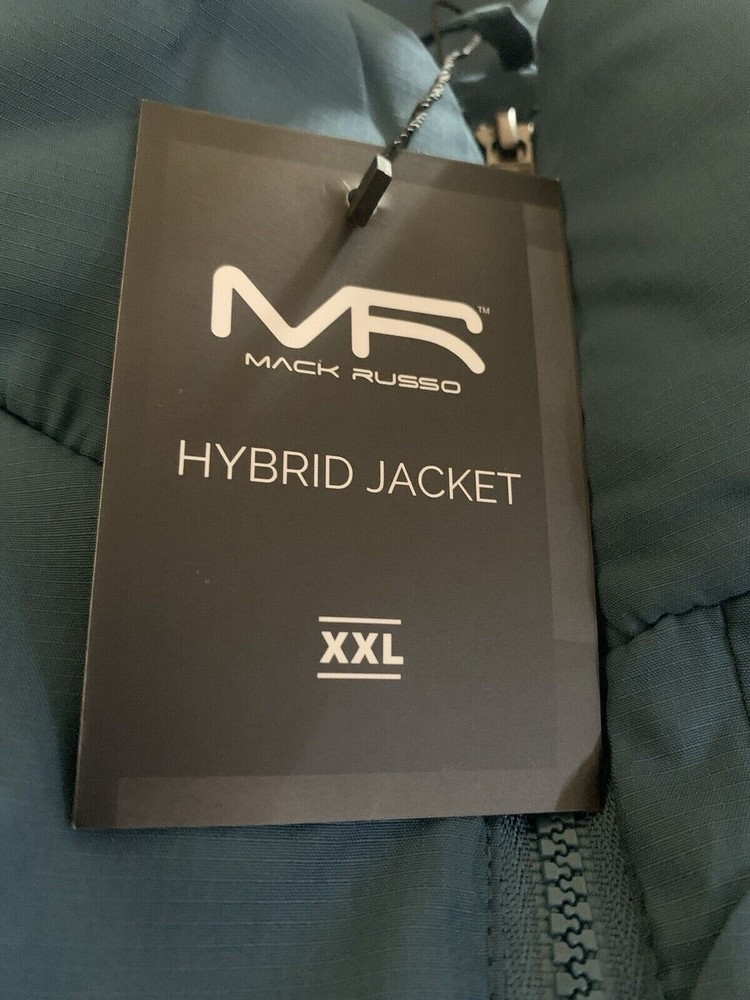 MR™
MACK RUSSO
HYBRID JACKET
XXL